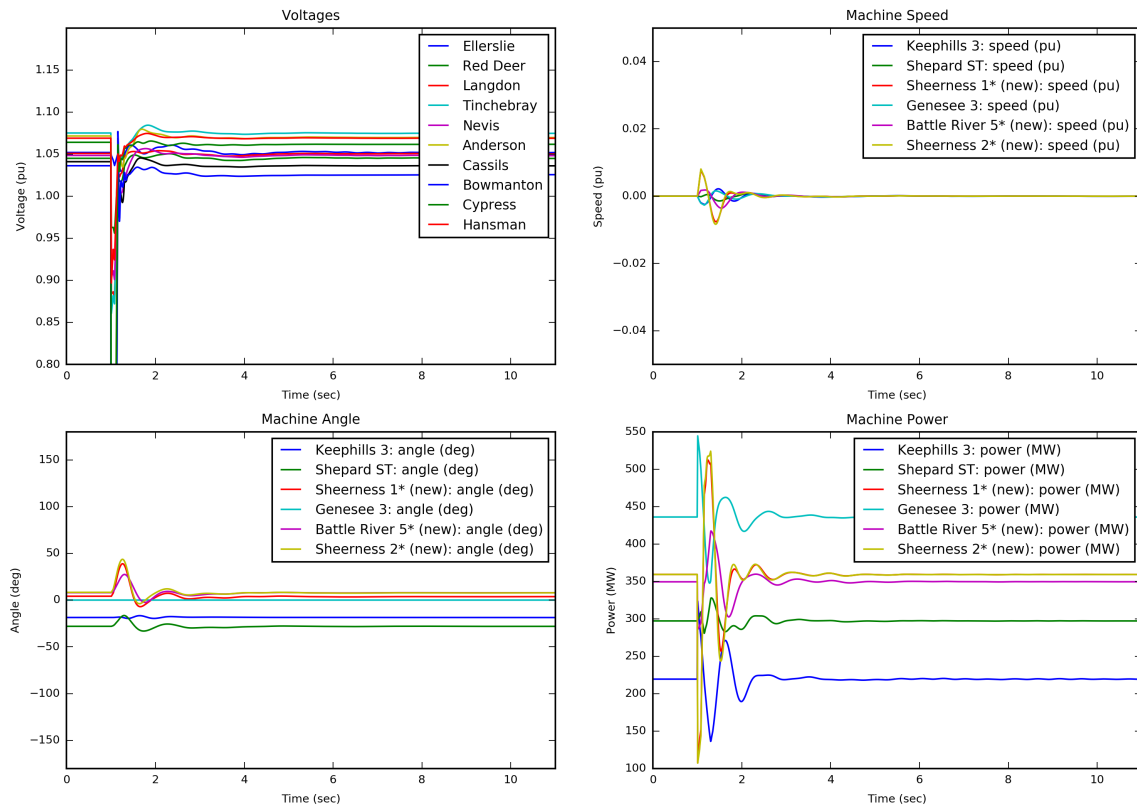 Voltages
1.15
1.10
1.05
1.00
0.95
0.90
0.85
0.80
Voltage (pu)
Ellerslie
Red Deer
Langdon
Tinchebray
Nevis
Anderson
Cassils
Bowmanton
Cypress
Hansman
0 2 4 6 8 10
Time (sec)
Machine Speed
0.04
0.02
0.00
−0.02
−0.04
Speed (pu)
Keephills 3: speed (pu)
Shepard ST: speed (pu)
Sheerness 1* (new): speed (pu)
Genesee 3: speed (pu)
Battle River 5* (new): speed (pu)
Sheerness 2* (new): speed (pu)
0 2 4 6 8 10
Time (sec)
Machine Angle
150
100
50
0
−50
−100
−150
Angle (deg)
Keephills 3: angle (deg)
Shepard ST: angle (deg)
Sheerness 1* (new): angle (deg)
Genesee 3: angle (deg)
Battle River 5* (new): angle (deg)
Sheerness 2* (new): angle (deg)
0 2 4 6 8 10
Time (sec)
Machine Power
550
500
450
400
350
300
250
200
150
100
Power (MW)
Keephills 3: power (MW)
Shepard ST: power (MW)
Sheerness 1* (new): power (MW)
Genesee 3: power (MW)
Battle River 5* (new): power (MW)
Sheerness 2* (new): power (MW)
0 2 4 6 8 10
Time (sec)